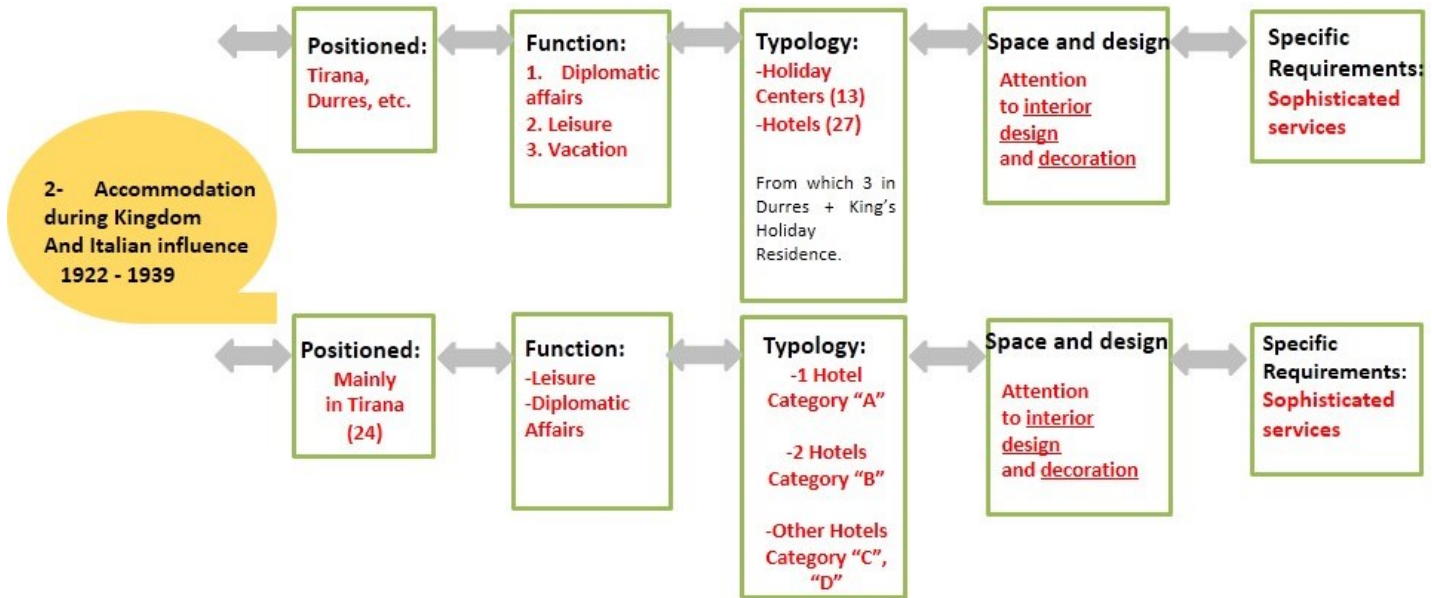 2- Accommodation
during Kingdom
And Italian influence
1922 - 1939
Positioned:
Tirana,
Durres, etc.
Function:
1. Diplomatic
affairs
2. Leisure
3. Vacation
Typology:
-Holiday
Centers (13)
-Hotels (27)
From which 3 in
Durres + King's
Holiday
Residence.
Space and design
Attention
to interior
design
and decoration
Specific
Requirements:
Sophisticated
services
Positioned:
Mainly
in Tirana
(24)
Function:
-Leisure
-Diplomatic
Affairs
Typology:
-1 Hotel
Category "A"
-2 Hotels
Category "B"
-Other Hotels
Category "C",
"D"
Space and design
Attention
to interior
design
and decoration
Specific
Requirements:
Sophisticated
services